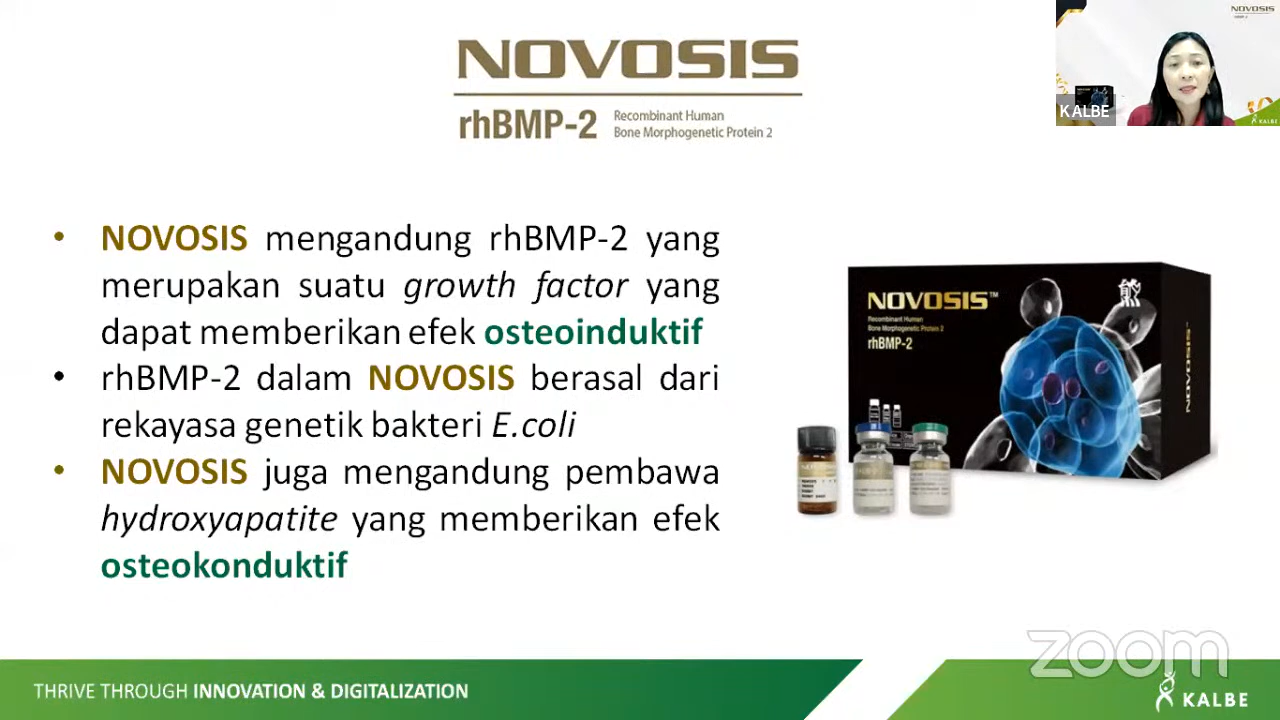 NOVOSIS
rhBMP-2
Recombinant Human
Bone Morphogenetic Protein 2
NOVOSIS
KALBE
KALBE
• NOVOSIS mengandung rhBMP-2 yang
merupakan suatu growth factor yang
dapat memberikan efek osteoinduktif
• rhBMP-2 dalam NOVOSIS berasal dari
rekayasa genetik bakteri E.coli
• NOVOSIS juga mengandung pembawa
hydroxyapatite yang memberikan efek
osteokonduktif
NOVOSIS™
Recombinant Human
Bone Morphogenetic Protein 2
rhBMP-2
NOVOSIS
zoom
THRIVE THROUGH INNOVATION & DIGITALIZATION
KALBE